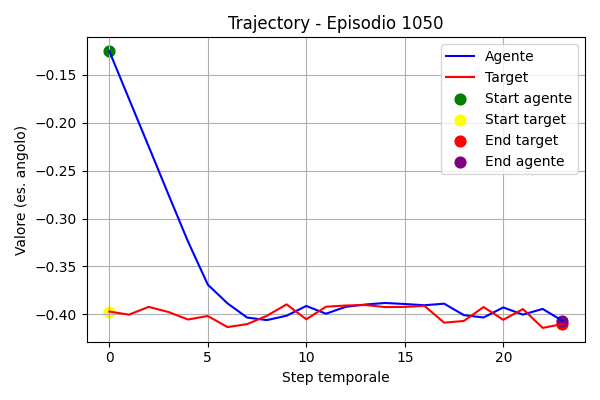 Trajectory - Episodio 1050
Valore (es. angolo)
−0.15
−0.20
−0.25
−0.30
−0.35
−0.40
0
5
10
15
20
Step temporale
Agente
Target
Start agente
Start target
End target
End agente